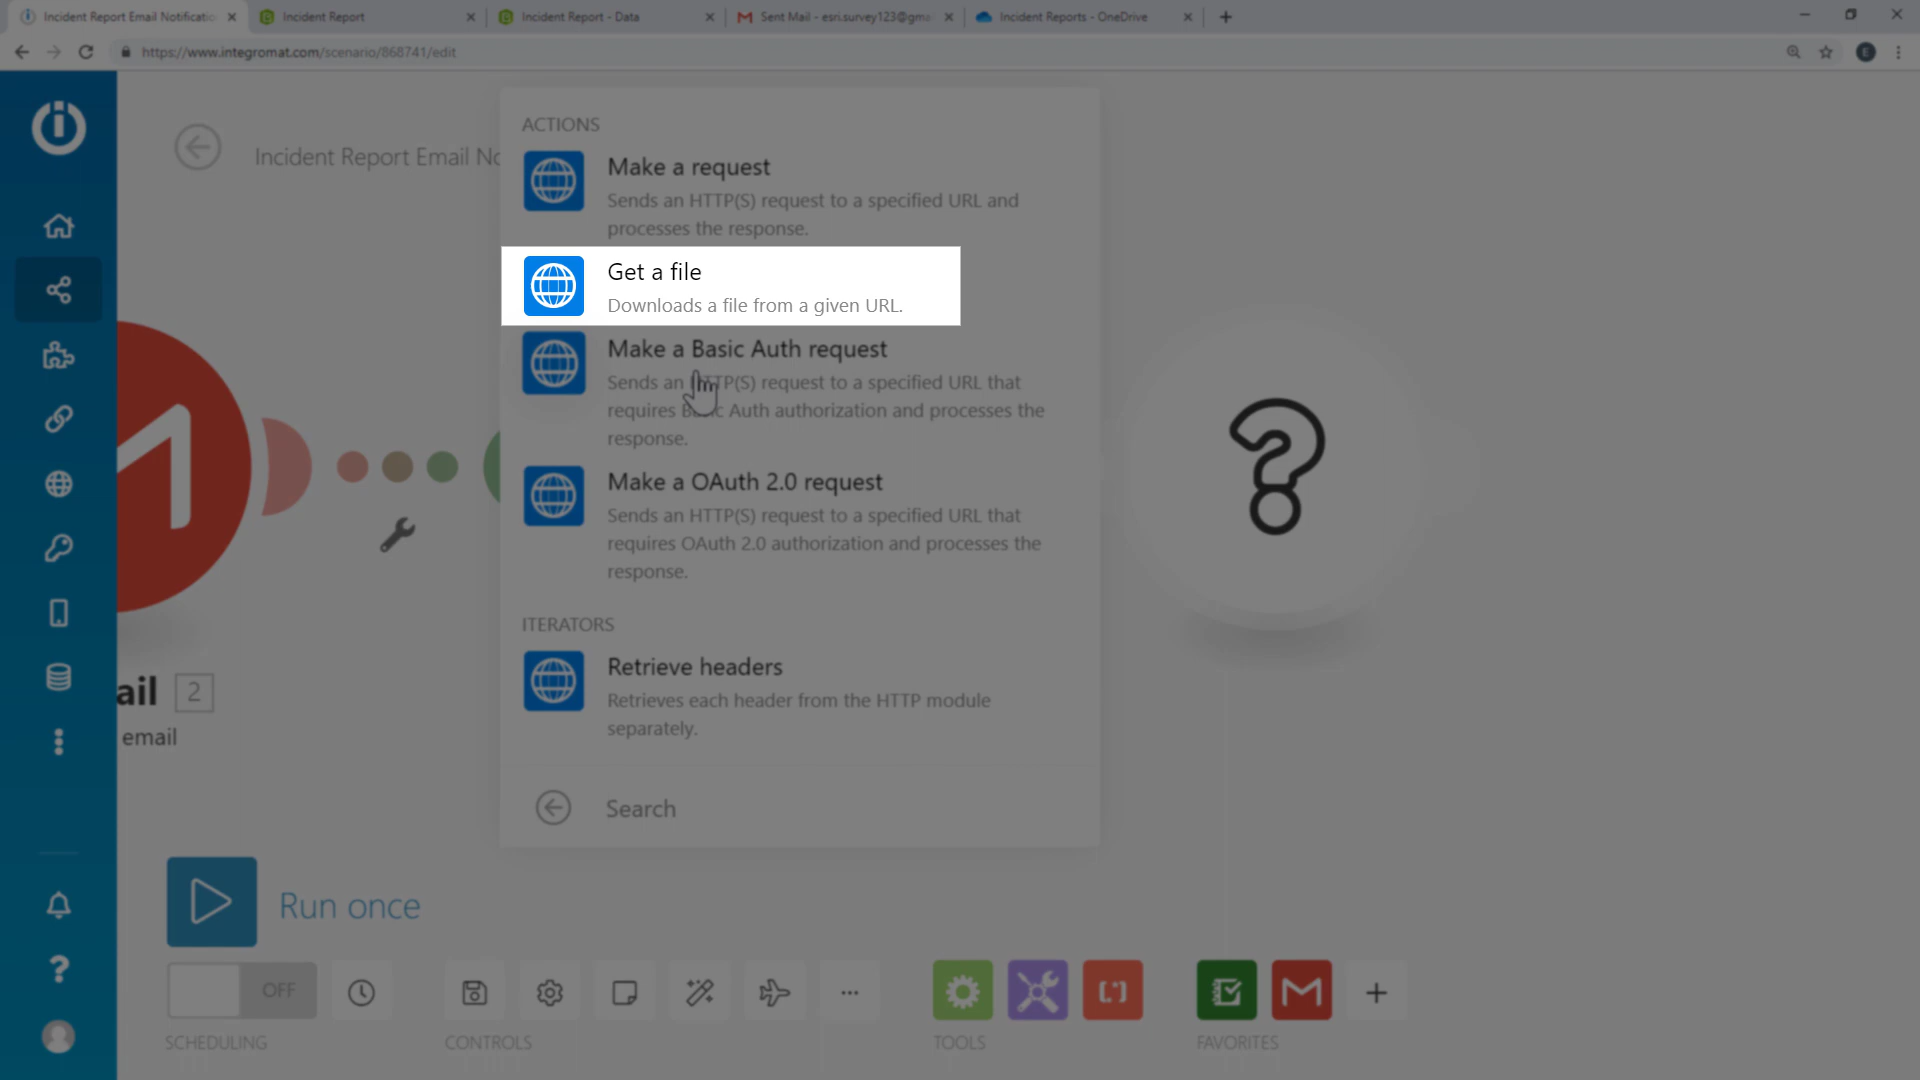 Incident Report Email Notificatio
Incident Report
Incident Report - Data
Sent Mail - esri.survey123@gma
Incident Reports - OneDrive
https://www.integromat.com/scenario/868741/edit
E
Incident Report Email No
ACTIONS
Make a request
Sends an HTTP(S) request to a specified URL and
processes the response.
Get a file
Downloads a file from a given URL.
Make a Basic Auth request
Sends an HTTP(S) request to a specified URL that
requires Basic Auth authorization and processes the
response.
Make a OAuth 2.0 request
Sends an HTTP(S) request to a specified URL that
requires OAuth 2.0 authorization and processes the
response.
ITERATORS
Retrieve headers
Retrieves each header from the HTTP module
separately.
Search
ail 2
email
Run once
OFF
SCHEDULING
CONTROLS
TOOLS
FAVORITES